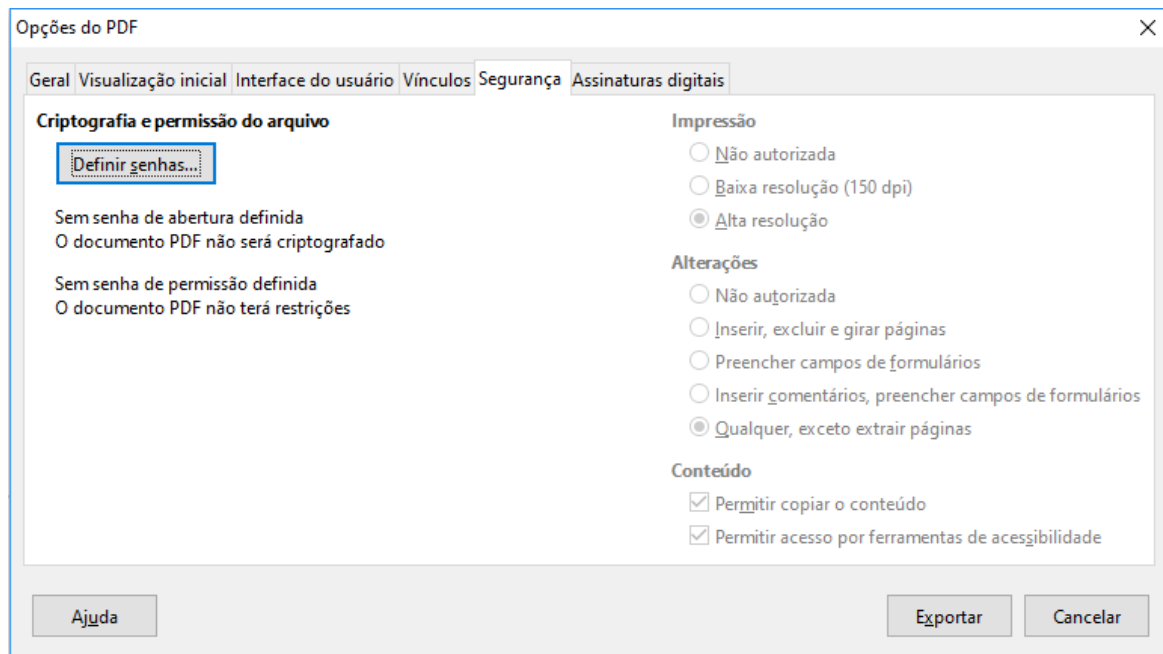 Opções do PDF
Geral Visualização inicial Interface do usuário Vínculos Segurança Assinaturas digitais
Criptografia e permissão do arquivo
Definir senhas...
Sem senha de abertura definida
O documento PDF não será criptografado
Sem senha de permissão definida
O documento PDF não terá restrições
Impressão
Não autorizada
Baixa resolução (150 dpi)
Alta resolução
Alterações
Não autorizada
Inserir, excluir e girar páginas
Preencher campos de formulários
Inserir comentários, preencher campos de formulários
Qualquer, exceto extrair páginas
Conteúdo
Permitir copiar o conteúdo
Permitir acesso por ferramentas de acessibilidade
Ajuda
Exportar
Cancelar